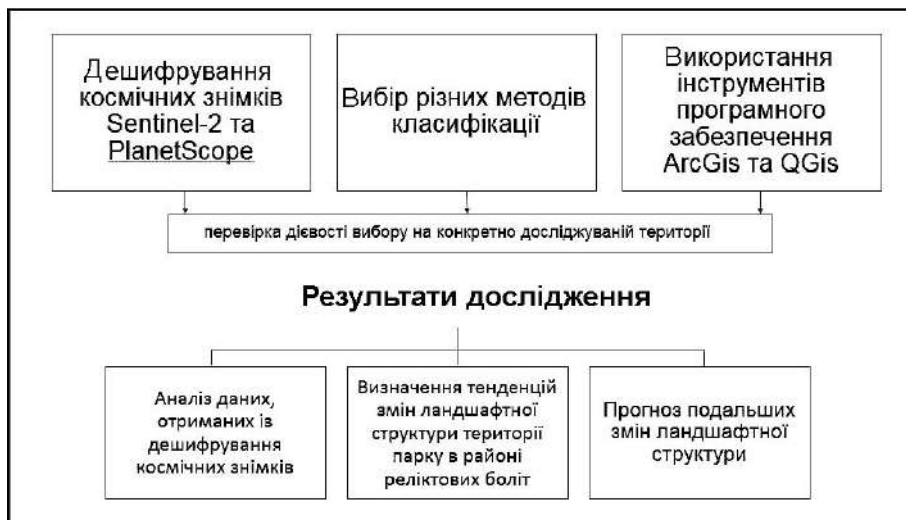 Дешифрування
космічних знімків
Sentinel-2 та
PlanetScope
Вибір різних методів
класифікації
Використання
інструментів
програмного
забезпечення
ArcGis та QGis
перевірка дієвості вибору на конкретно досліджуваній території
Результати дослідження
Аналіз даних,
отриманих із
дешифрування
космічних знімків
Визначення тенденцій
змін ландшафтної
структури території
парку в районі
реліктових боліт
Прогноз подальших
змін ландшафтної
структури